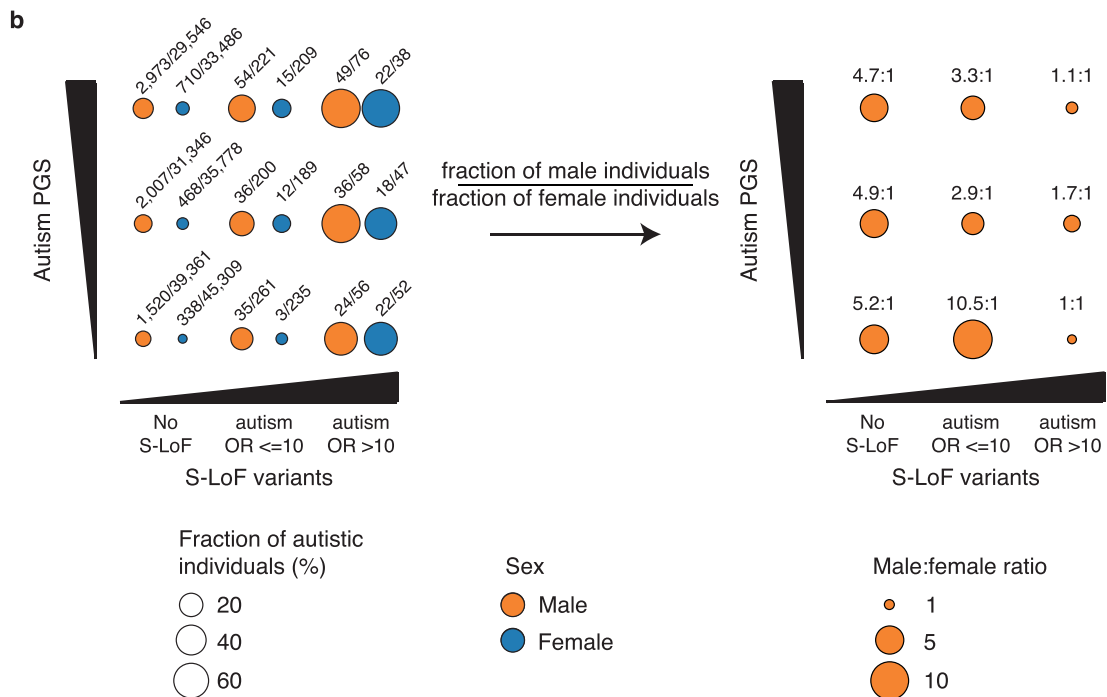 b
2,973/29,546
710/33,486
54/221
15/209
49/76
22/38
2,007/31,346
468/35,778
36/200
12/189
36/58
18/47
1,520/39,361
338/45,309
35/261
3/235
24/56
22/52
Autism PGS
No
S-LoF
autism
OR <=10
autism
OR >10
S-LoF variants
fraction of male individuals
fraction of female individuals
Autism PGS
4.7:1
3.3:1
1.1:1
4.9:1
2.9:1
1.7:1
5.2:1
10.5:1
1:1
No
S-LoF
autism
OR <=10
autism
OR >10
S-LoF variants
Fraction of autistic
individuals (%)
20
40
60
Sex
Male
Female
Male:female ratio
1
5
10